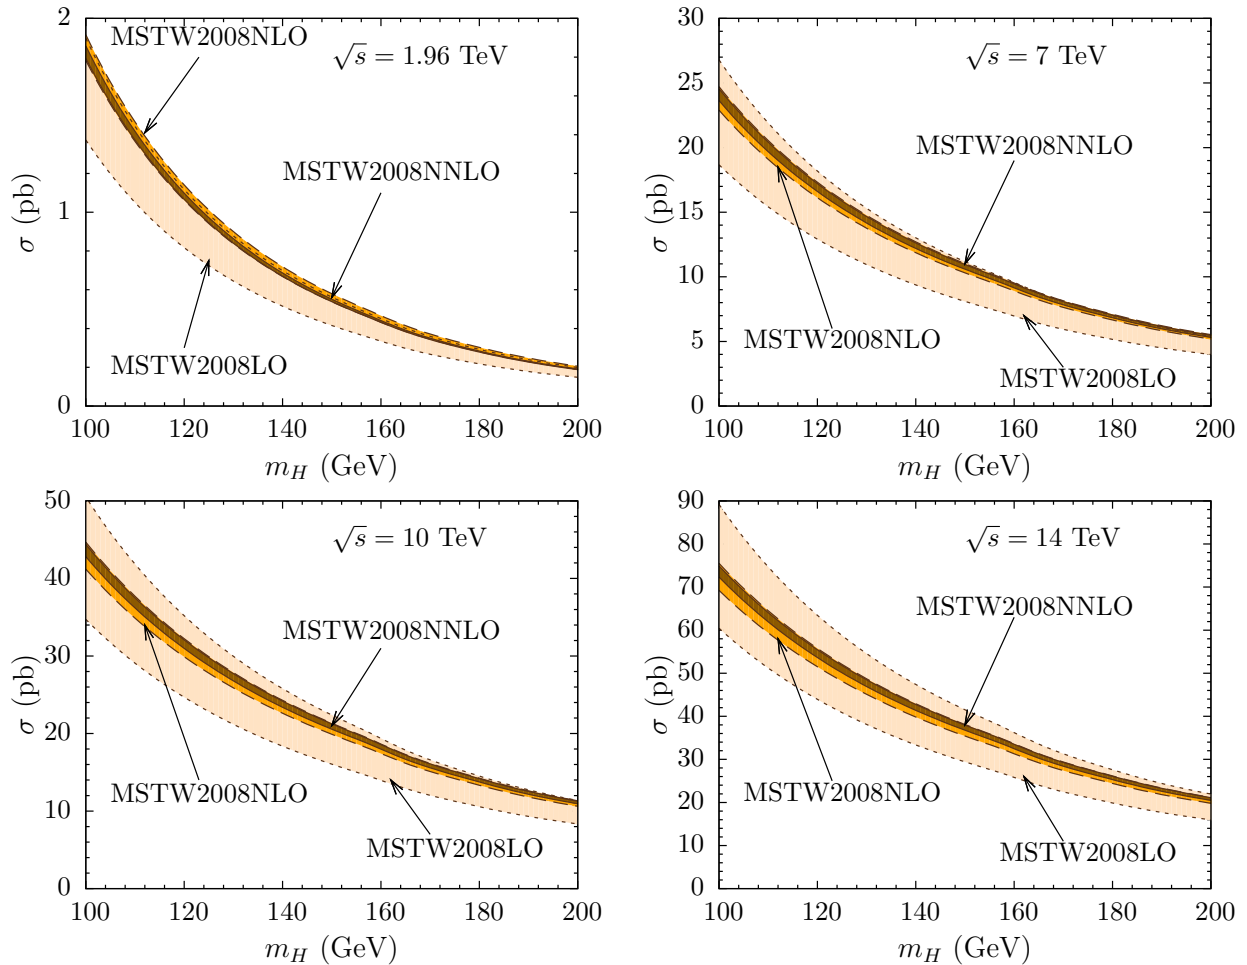 2
1
0
σ (pb)
100 120 140 160 180 200
m_H (GeV)
√s = 1.96 TeV
MSTW2008NLO
MSTW2008NNLO
MSTW2008LO
30
25
20
15
10
5
0
σ (pb)
100 120 140 160 180 200
m_H (GeV)
√s = 7 TeV
MSTW2008NNLO
MSTW2008NLO
MSTW2008LO
50
40
30
20
10
0
σ (pb)
100 120 140 160 180 200
m_H (GeV)
√s = 10 TeV
MSTW2008NNLO
MSTW2008NLO
MSTW2008LO
90
80
70
60
50
40
30
20
10
0
σ (pb)
100 120 140 160 180 200
m_H (GeV)
√s = 14 TeV
MSTW2008NNLO
MSTW2008NLO
MSTW2008LO